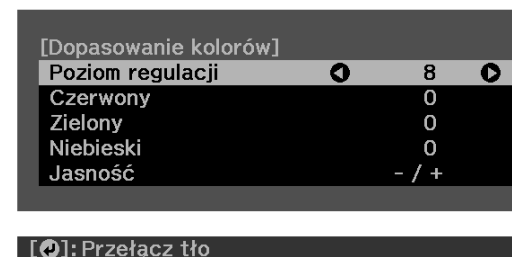 [Dopasowanie kolorów]
Poziom regulacji 8
Czerwony 0
Zielony 0
Niebieski 0
Jasność - / +
[↵]: Przełącz tło